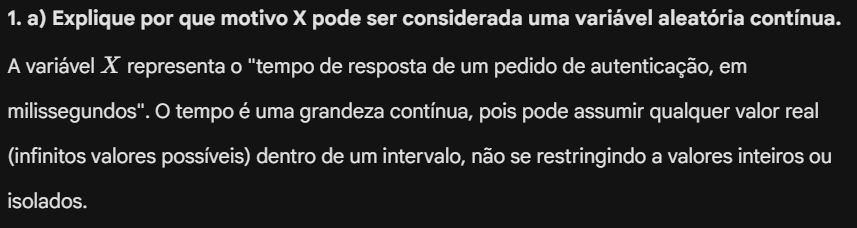 1. a) Explique por que motivo X pode ser considerada uma variável aleatória contínua.
A variável X representa o "tempo de resposta de um pedido de autenticação, em
milissegundos". O tempo é uma grandeza contínua, pois pode assumir qualquer valor real
(infinitos valores possíveis) dentro de um intervalo, não se restringindo a valores inteiros ou
isolados.